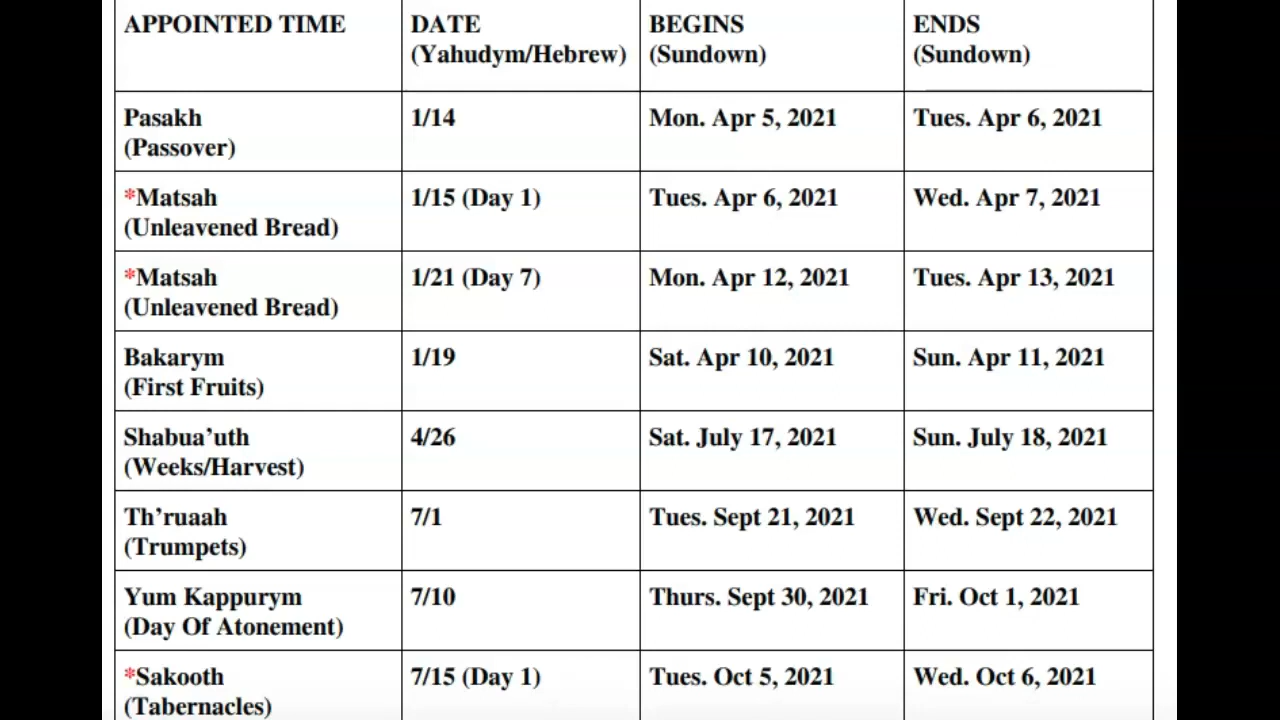 APPOINTED TIME DATE BEGINS ENDS
(Yahudym/Hebrew) (Sundown) (Sundown)
Pasakh 1/14 Mon. Apr 5, 2021 Tues. Apr 6, 2021
(Passover)
*Matsah 1/15 (Day 1) Tues. Apr 6, 2021 Wed. Apr 7, 2021
(Unleavened Bread)
*Matsah 1/21 (Day 7) Mon. Apr 12, 2021 Tues. Apr 13, 2021
(Unleavened Bread)
Bakarym 1/19 Sat. Apr 10, 2021 Sun. Apr 11, 2021
(First Fruits)
Shabua’uth 4/26 Sat. July 17, 2021 Sun. July 18, 2021
(Weeks/Harvest)
Th’ruaah 7/1 Tues. Sept 21, 2021 Wed. Sept 22, 2021
(Trumpets)
Yum Kappurym 7/10 Thurs. Sept 30, 2021 Fri. Oct 1, 2021
(Day Of Atonement)
*Sakooth 7/15 (Day 1) Tues. Oct 5, 2021 Wed. Oct 6, 2021
(Tabernacles)